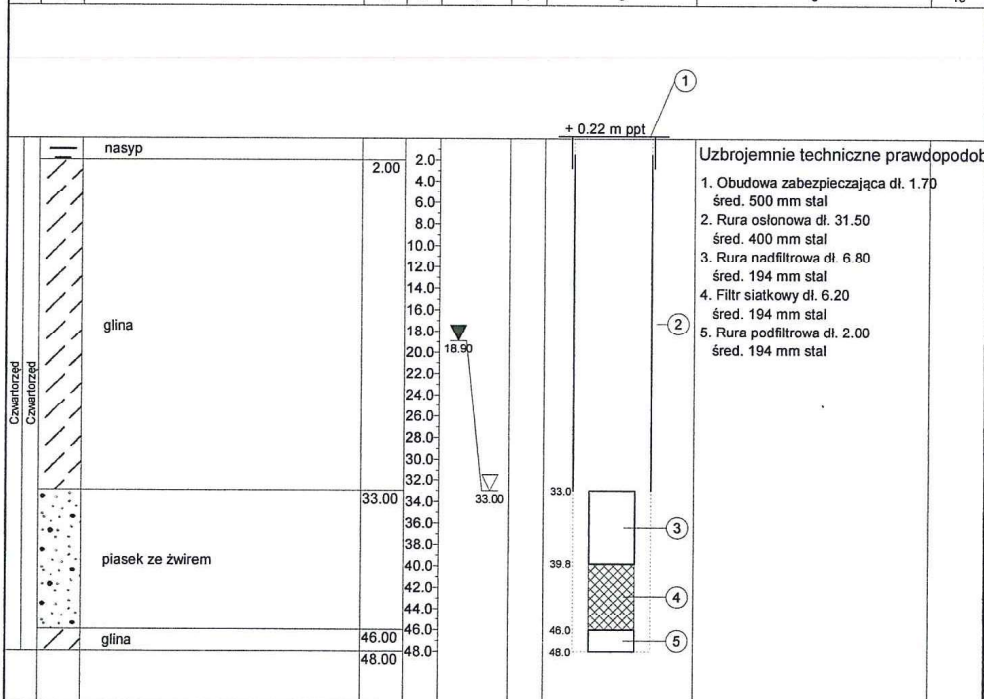 1
+ 0.22 m ppt
nasyp
2.00
2.0
4.0
6.0
8.0
10.0
12.0
14.0
16.0
18.0
20.0
22.0
24.0
26.0
28.0
30.0
32.0
34.0
36.0
38.0
40.0
42.0
44.0
46.0
48.0
Czwartorzęd
Czwartorzęd
glina
18.90
33.00
33.00
piasek ze żwirem
46.00
glina
48.00
2
33.0
3
39.8
4
46.0
5
48.0
Uzbrojemnie techniczne prawdopodob
1. Obudowa zabezpieczająca dł. 1.70
śred. 500 mm stal
2. Rura osłonowa dł. 31.50
śred. 400 mm stal
3. Rura nadfiltrowa dł. 6.80
śred. 194 mm stal
4. Filtr siatkowy dł. 6.20
śred. 194 mm stal
5. Rura podfiltrowa dł. 2.00
śred. 194 mm stal